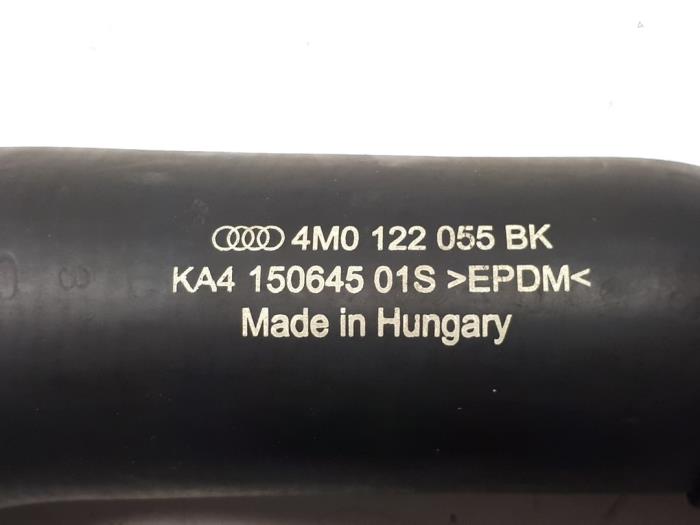 4M0 122 055 BK
KA4 150645 01S >EPDM<
Made in Hungary